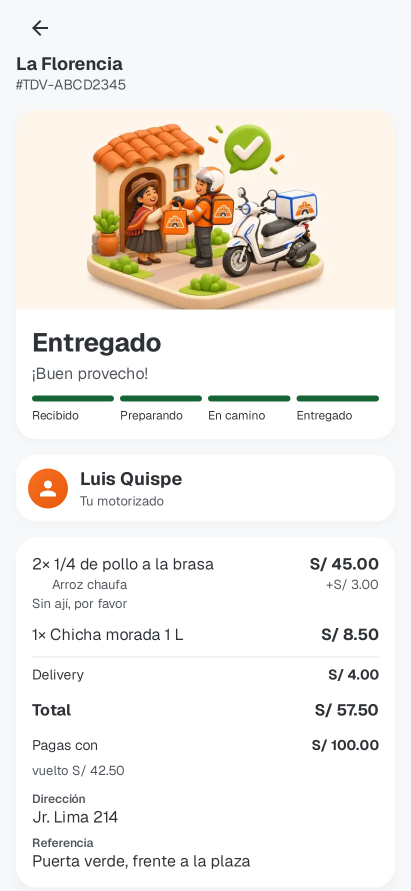 La Florencia
#TDV-ABCD2345
Entregado
¡Buen provecho!
Recibido Preparando En camino Entregado
Luis Quispe
Tu motorizado
2× 1/4 de pollo a la brasa S/ 45.00
Arroz chaufa +S/ 3.00
Sin ají, por favor
1× Chicha morada 1 L S/ 8.50
Delivery S/ 4.00
Total S/ 57.50
Pagas con S/ 100.00
vuelto S/ 42.50
Dirección
Jr. Lima 214
Referencia
Puerta verde, frente a la plaza